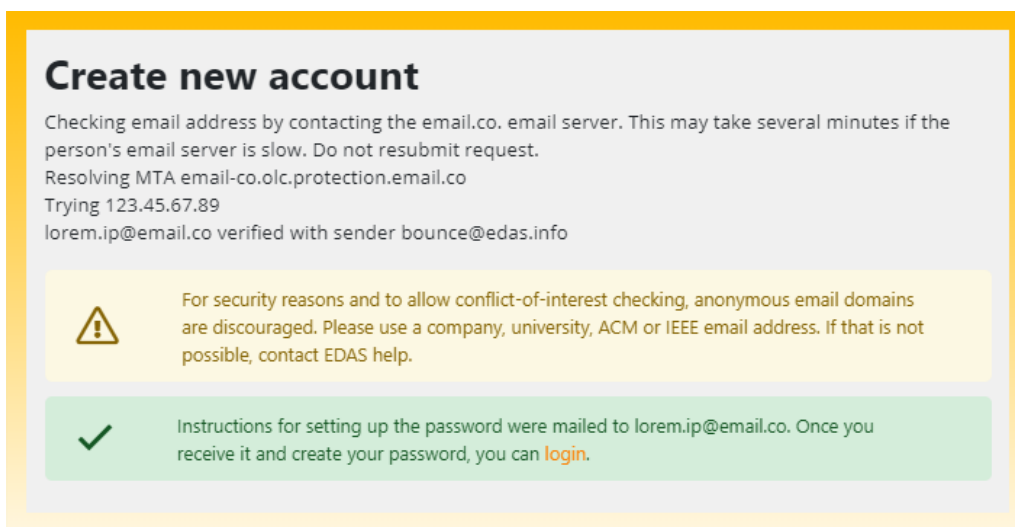 Create new account
Checking email address by contacting the email.co. email server. This may take several minutes if the
person's email server is slow. Do not resubmit request.
Resolving MTA email-co.olc.protection.email.co
Trying 123.45.67.89
lorem.ip@email.co verified with sender bounce@edas.info
For security reasons and to allow conflict-of-interest checking, anonymous email domains
are discouraged. Please use a company, university, ACM or IEEE email address. If that is not
possible, contact EDAS help.
Instructions for setting up the password were mailed to lorem.ip@email.co. Once you
receive it and create your password, you can login.